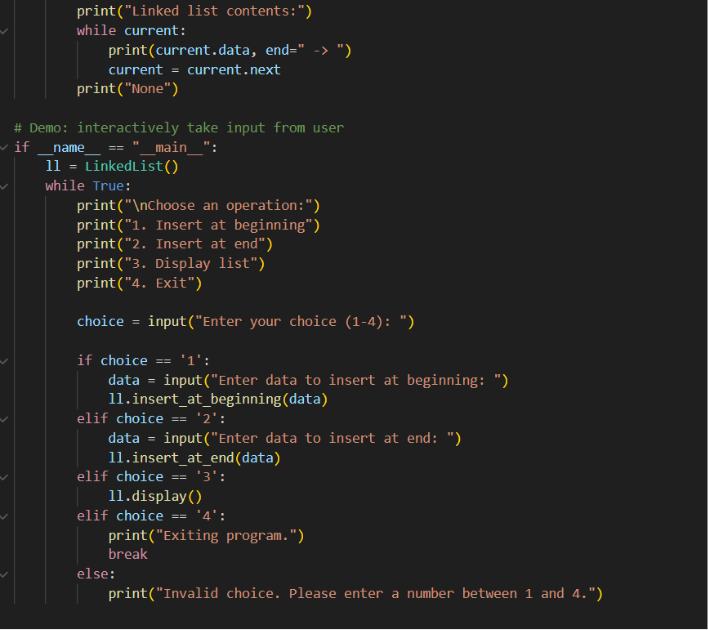 print("Linked list contents:")
while current:
print(current.data, end=" -> ")
current = current.next
print("None")
# Demo: interactively take input from user
if __name__ == "__main__":
ll = LinkedList()
while True:
print("\nChoose an operation:")
print("1. Insert at beginning")
print("2. Insert at end")
print("3. Display list")
print("4. Exit")
choice = input("Enter your choice (1-4): ")
if choice == '1':
data = input("Enter data to insert at beginning: ")
ll.insert_at_beginning(data)
elif choice == '2':
data = input("Enter data to insert at end: ")
ll.insert_at_end(data)
elif choice == '3':
ll.display()
elif choice == '4':
print("Exiting program.")
break
else:
print("Invalid choice. Please enter a number between 1 and 4.")